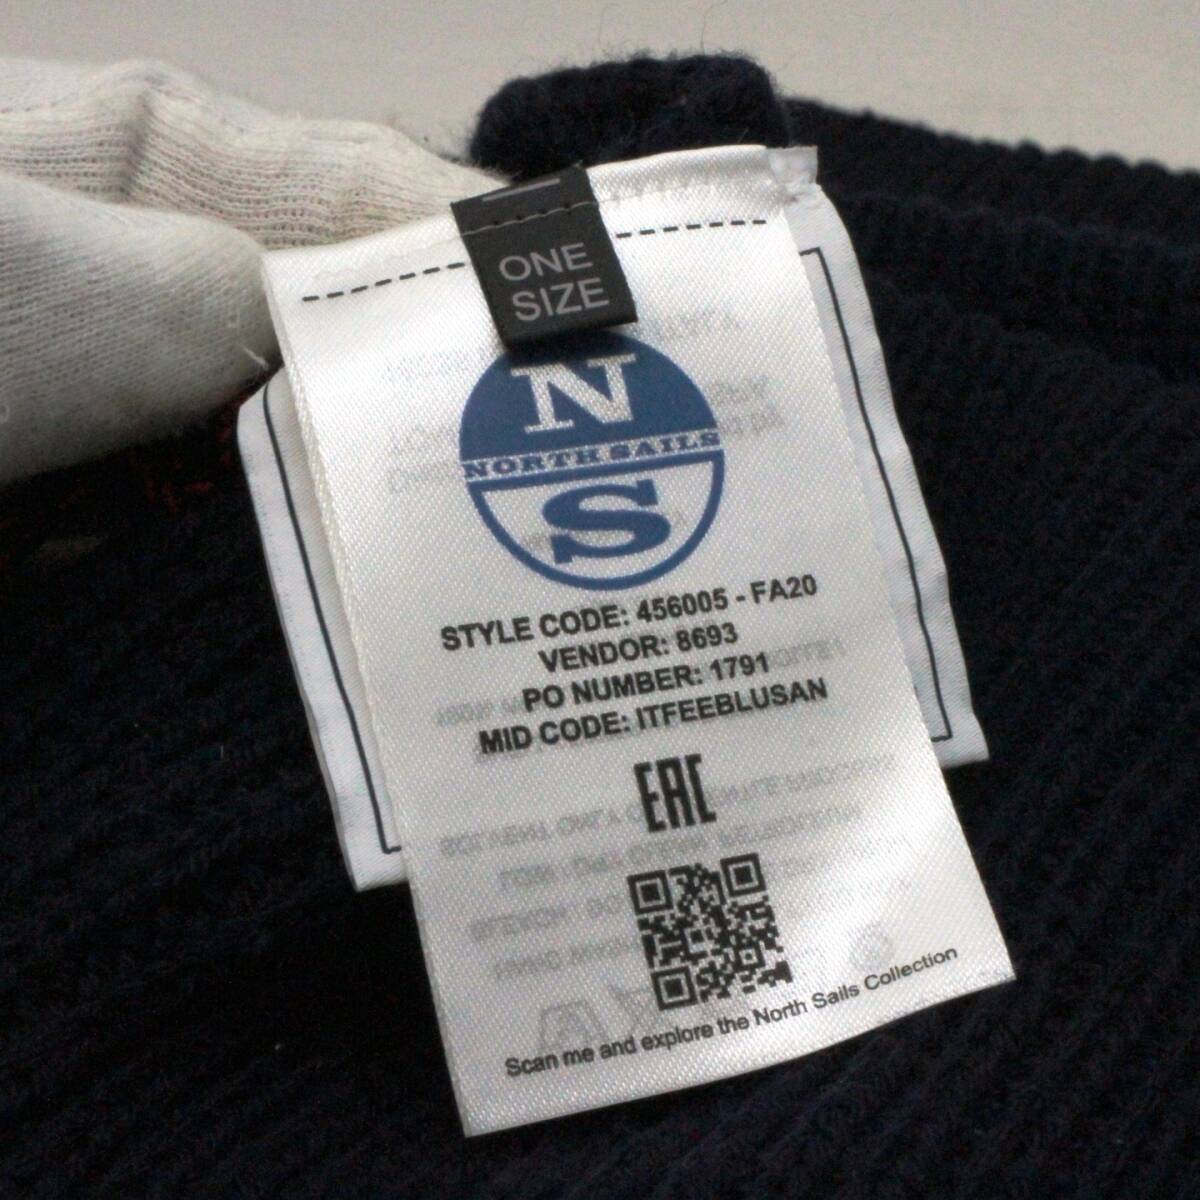 ONE
SIZE
N
NORTH SAILS
S
STYLE CODE: 456005 - FA20
VENDOR: 8693
PO NUMBER: 1791
MID CODE: ITFEEBLUSAN
EAC
Scan me and explore the North Sails Collection